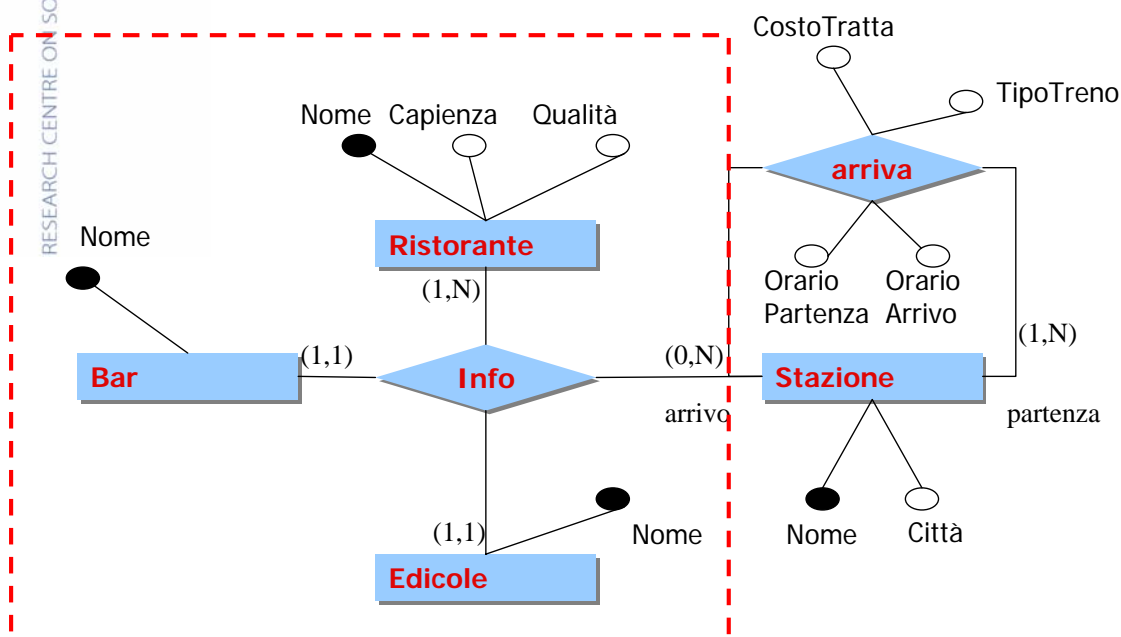 RESEARCH CENTRE ON SO
CostoTratta
TipoTreno
Nome Capienza Qualità
arriva
Nome
Ristorante
Orario Partenza
Orario Arrivo
(1,N)
(1,N)
(1,1)
(0,N)
Bar
Info
Stazione
arrivo
partenza
(1,1)
Nome
Nome
Città
Edicole